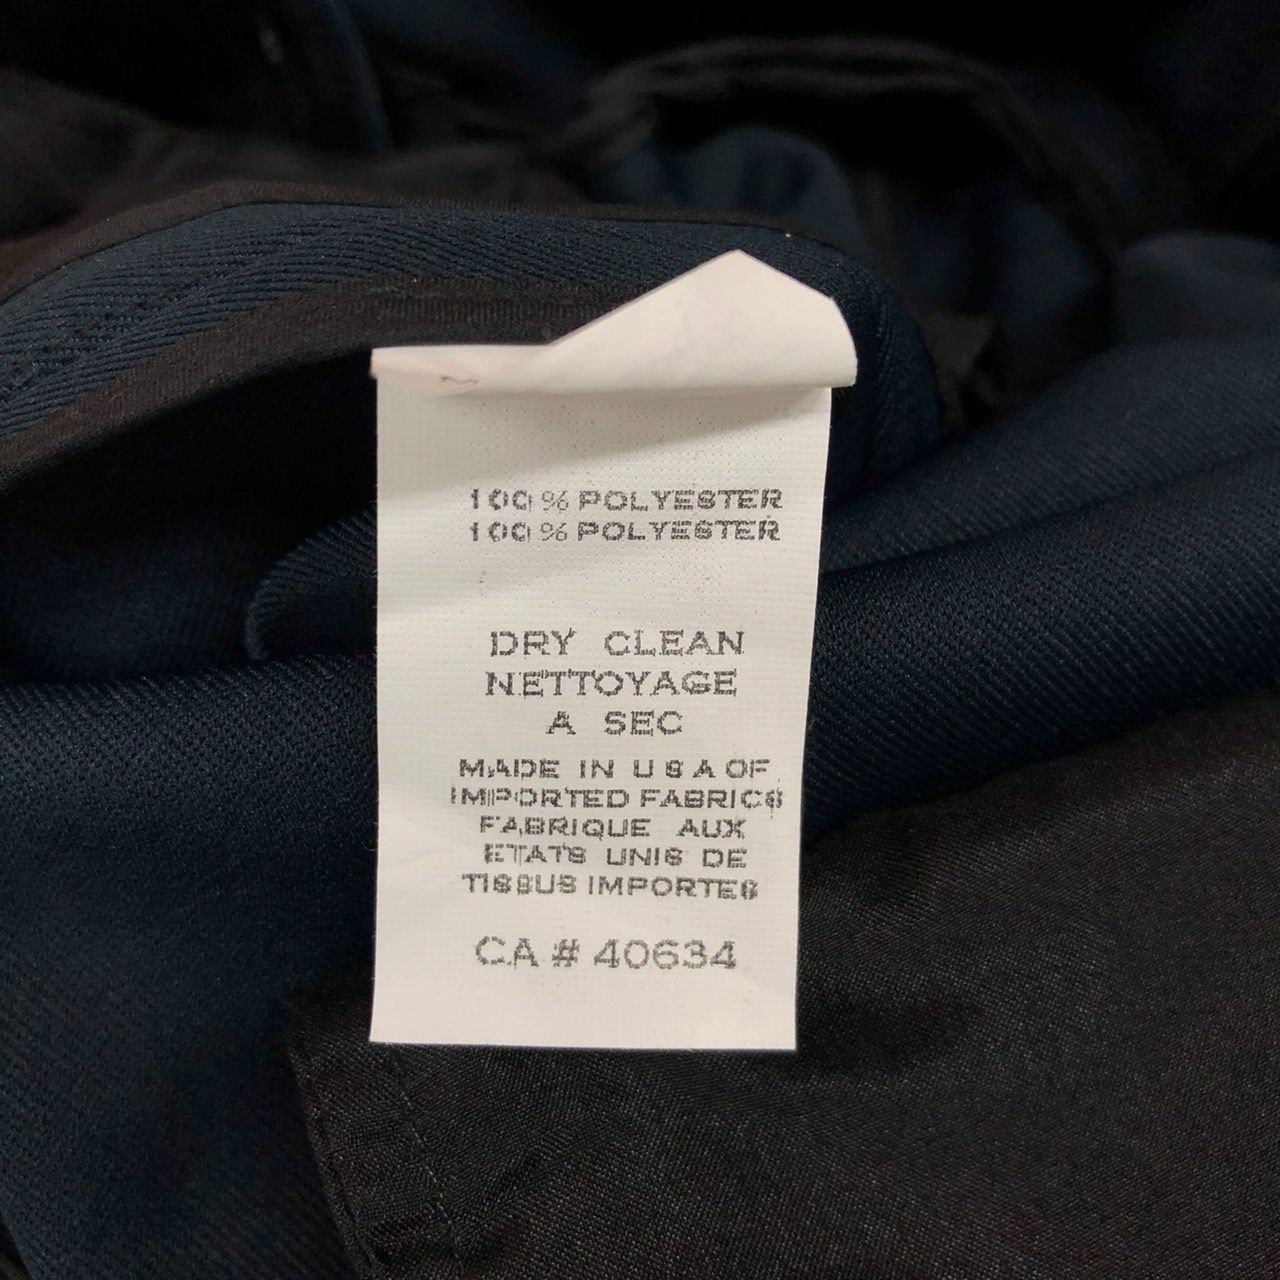 100% POLYESTER
100% POLYESTER
DRY CLEAN
NETTOYAGE
A SEC
MADE IN USA OF
IMPORTED FABRICS
FABRIQUE AUX
ETATS UNIS DE
TISSUS IMPORTES
CA # 40634